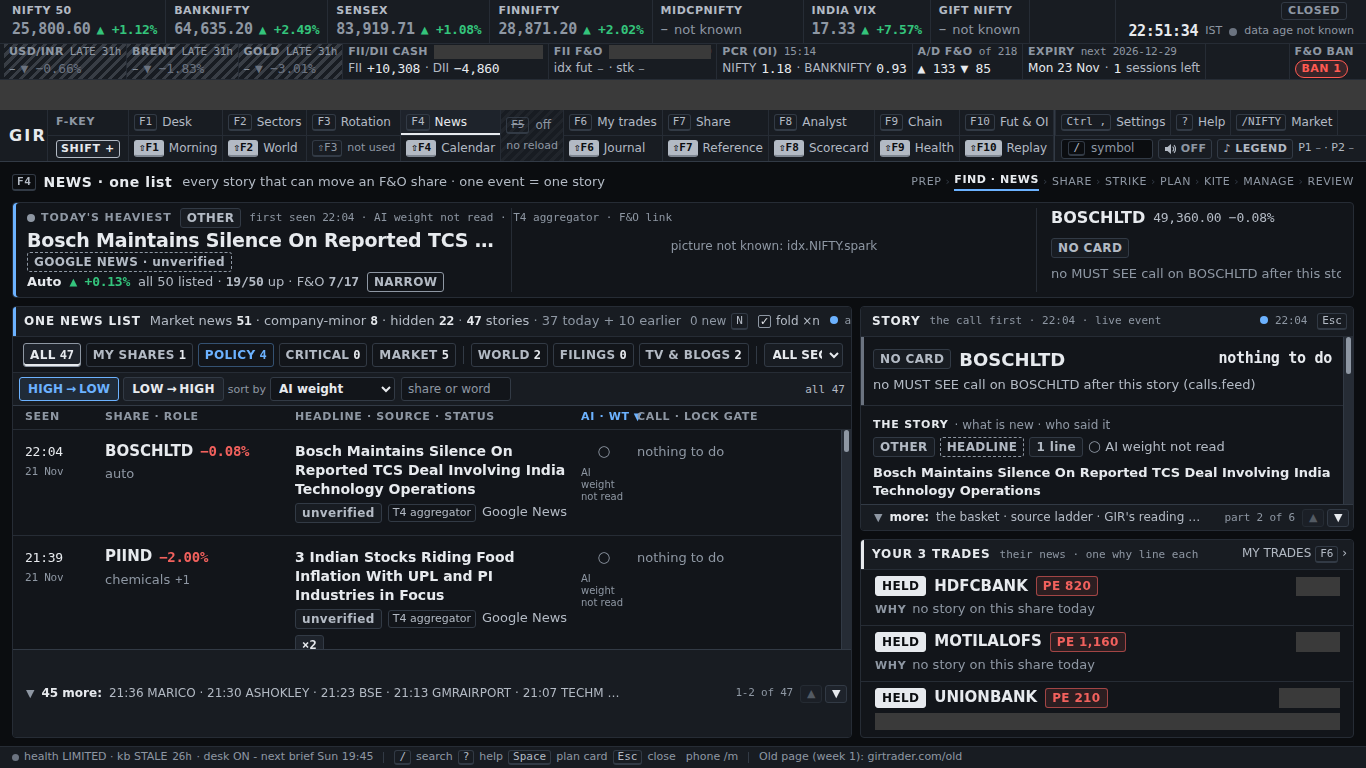 NIFTY 50 BANKNIFTY SENSEX FINNIFTY MIDCPNIFTY INDIA VIX GIFT NIFTY CLOSED
25,800.60 ▲ +1.12% 64,635.20 ▲ +2.49% 83,919.71 ▲ +1.08% 28,871.20 ▲ +2.02% – not known 17.33 ▲ +7.57% – not known 22:51:34 IST data age not known
USD/INR LATE 31h BRENT LATE 31h GOLD LATE 31h FII/DII CASH FII F&O PCR (OI) 15:14 A/D F&O of 218 EXPIRY next 2026-12-29 F&O BAN
– ▼ −0.66% – ▼ −1.83% – ▼ −3.01% FII +10,308 · DII −4,860 idx fut – · stk – NIFTY 1.18 · BANKNIFTY 0.93 ▲ 133 ▼ 85 Mon 23 Nov · 1 sessions left BAN 1
GIR F-KEY F1 Desk F2 Sectors F3 Rotation F4 News F5 off F6 My trades F7 Share F8 Analyst F9 Chain F10 Fut & OI Ctrl , Settings ? Help /NIFTY Market
SHIFT + ⇧F1 Morning ⇧F2 World ⇧F3 not used ⇧F4 Calendar no reload ⇧F6 Journal ⇧F7 Reference ⇧F8 Scorecard ⇧F9 Health ⇧F10 Replay / symbol OFF ♪ LEGEND P1 – · P2 –
F4 NEWS · one list every story that can move an F&O share · one event = one story PREP › FIND · NEWS › SHARE › STRIKE › PLAN › KITE › MANAGE › REVIEW
TODAY'S HEAVIEST OTHER first seen 22:04 · AI weight not read · T4 aggregator · F&O link
Bosch Maintains Silence On Reported TCS …
GOOGLE NEWS · unverified
Auto ▲ +0.13% all 50 listed · 19/50 up · F&O 7/17 NARROW
picture not known: idx.NIFTY.spark
BOSCHLTD 49,360.00 −0.08%
NO CARD
no MUST SEE call on BOSCHLTD after this sto
ONE NEWS LIST Market news 51 · company-minor 8 · hidden 22 · 47 stories · 37 today + 10 earlier 0 new N fold ×n a
ALL 47 MY SHARES 1 POLICY 4 CRITICAL 0 MARKET 5 WORLD 2 FILINGS 0 TV & BLOGS 2 ALL SEC
HIGH → LOW LOW → HIGH sort by AI weight share or word all 47
SEEN SHARE · ROLE HEADLINE · SOURCE · STATUS AI · WT ▼ CALL · LOCK GATE
22:04 BOSCHLTD −0.08% Bosch Maintains Silence On nothing to do
21 Nov auto Reported TCS Deal Involving India AI
Technology Operations weight
unverified T4 aggregator Google News not read
21:39 PIIND −2.00% 3 Indian Stocks Riding Food nothing to do
21 Nov chemicals +1 Inflation With UPL and PI AI
Industries in Focus weight
unverified T4 aggregator Google News not read
×2
▼ 45 more: 21:36 MARICO · 21:30 ASHOKLEY · 21:23 BSE · 21:13 GMRAIRPORT · 21:07 TECHM … 1-2 of 47 ▲ ▼
STORY the call first · 22:04 · live event 22:04 Esc
NO CARD BOSCHLTD nothing to do
no MUST SEE call on BOSCHLTD after this story (calls.feed)
THE STORY · what is new · who said it
OTHER HEADLINE 1 line AI weight not read
Bosch Maintains Silence On Reported TCS Deal Involving India
Technology Operations
▼ more: the basket · source ladder · GIR's reading … part 2 of 6 ▲ ▼
YOUR 3 TRADES their news · one why line each MY TRADES F6 ›
HELD HDFCBANK PE 820
WHY no story on this share today
HELD MOTILALOFS PE 1,160
WHY no story on this share today
HELD UNIONBANK PE 210
health LIMITED · kb STALE 26h · desk ON - next brief Sun 19:45 / search ? help Space plan card Esc close phone /m Old page (week 1): girtrader.com/old